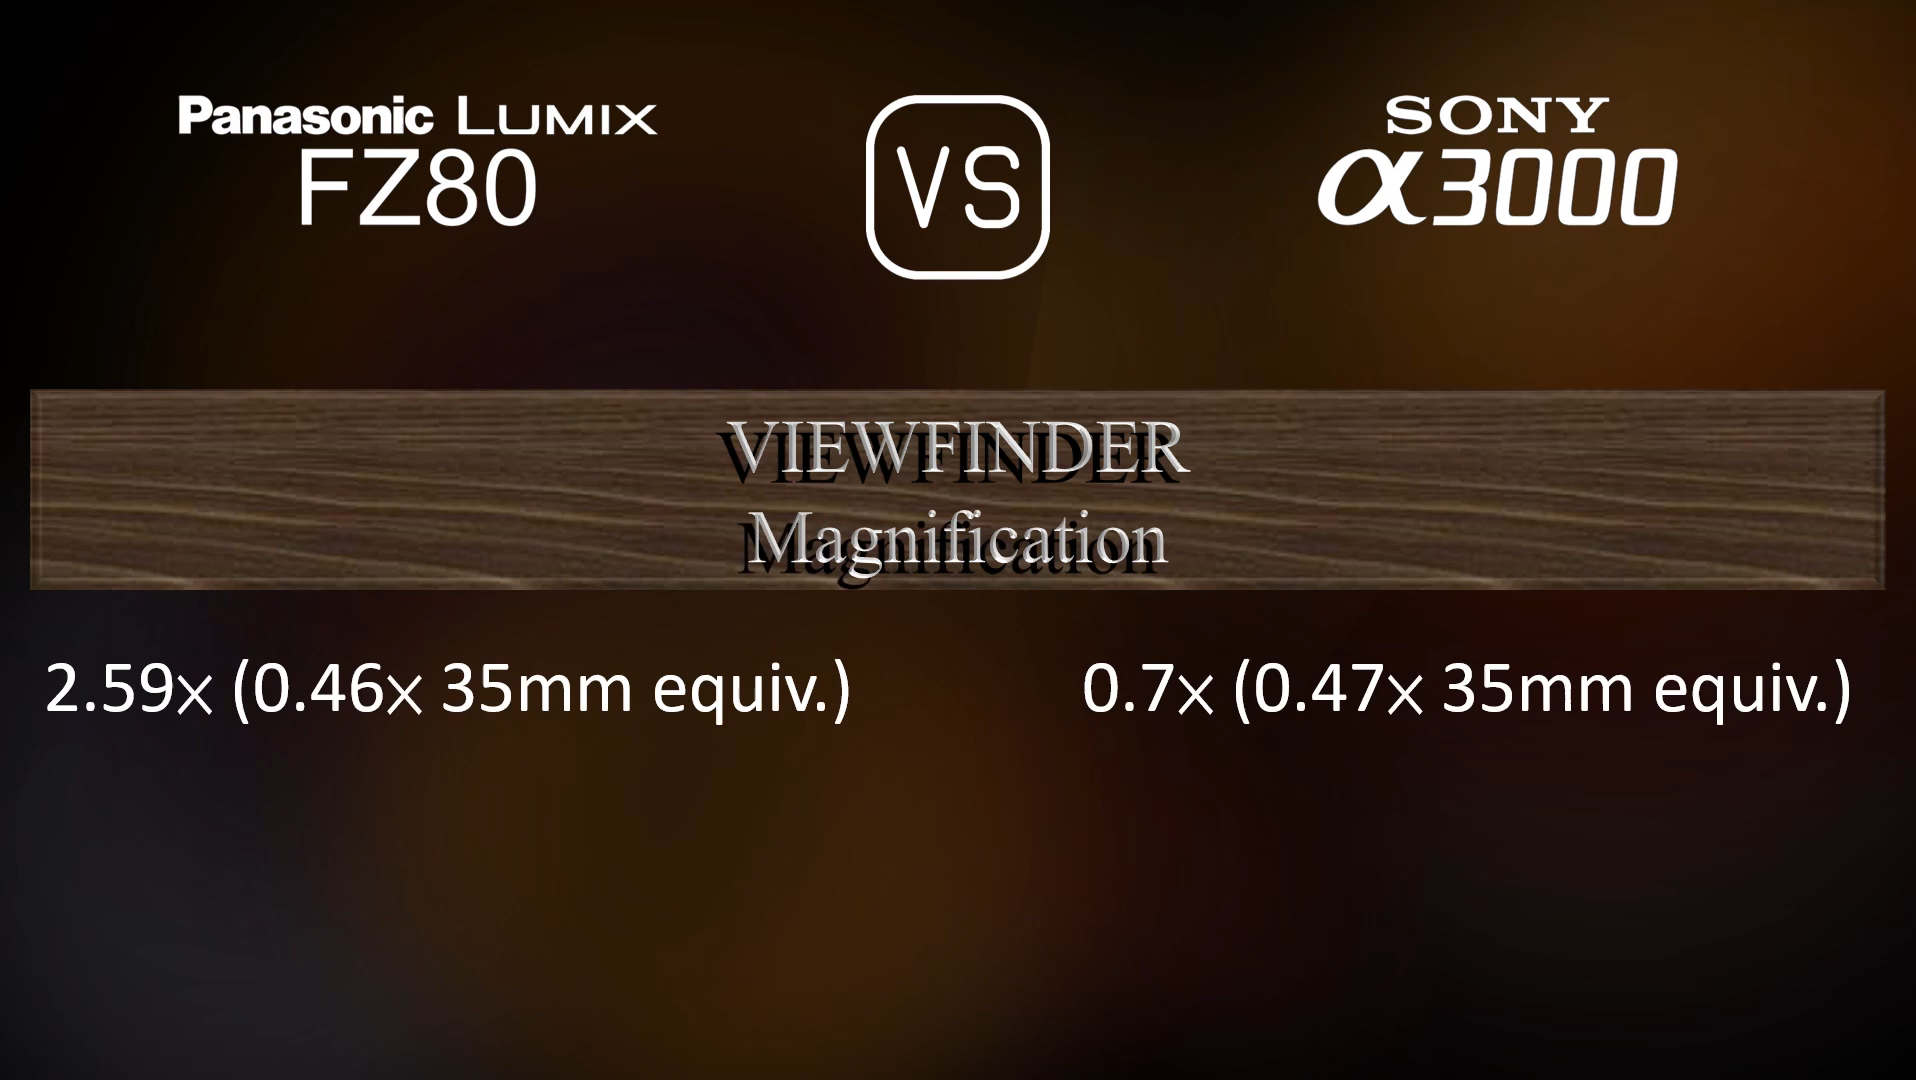 Panasonic LUMIX
FZ80
VS
SONY
α3000
VIEWFINDER
Magnification
2.59x (0.46x 35mm equiv.)
0.7x (0.47x 35mm equiv.)